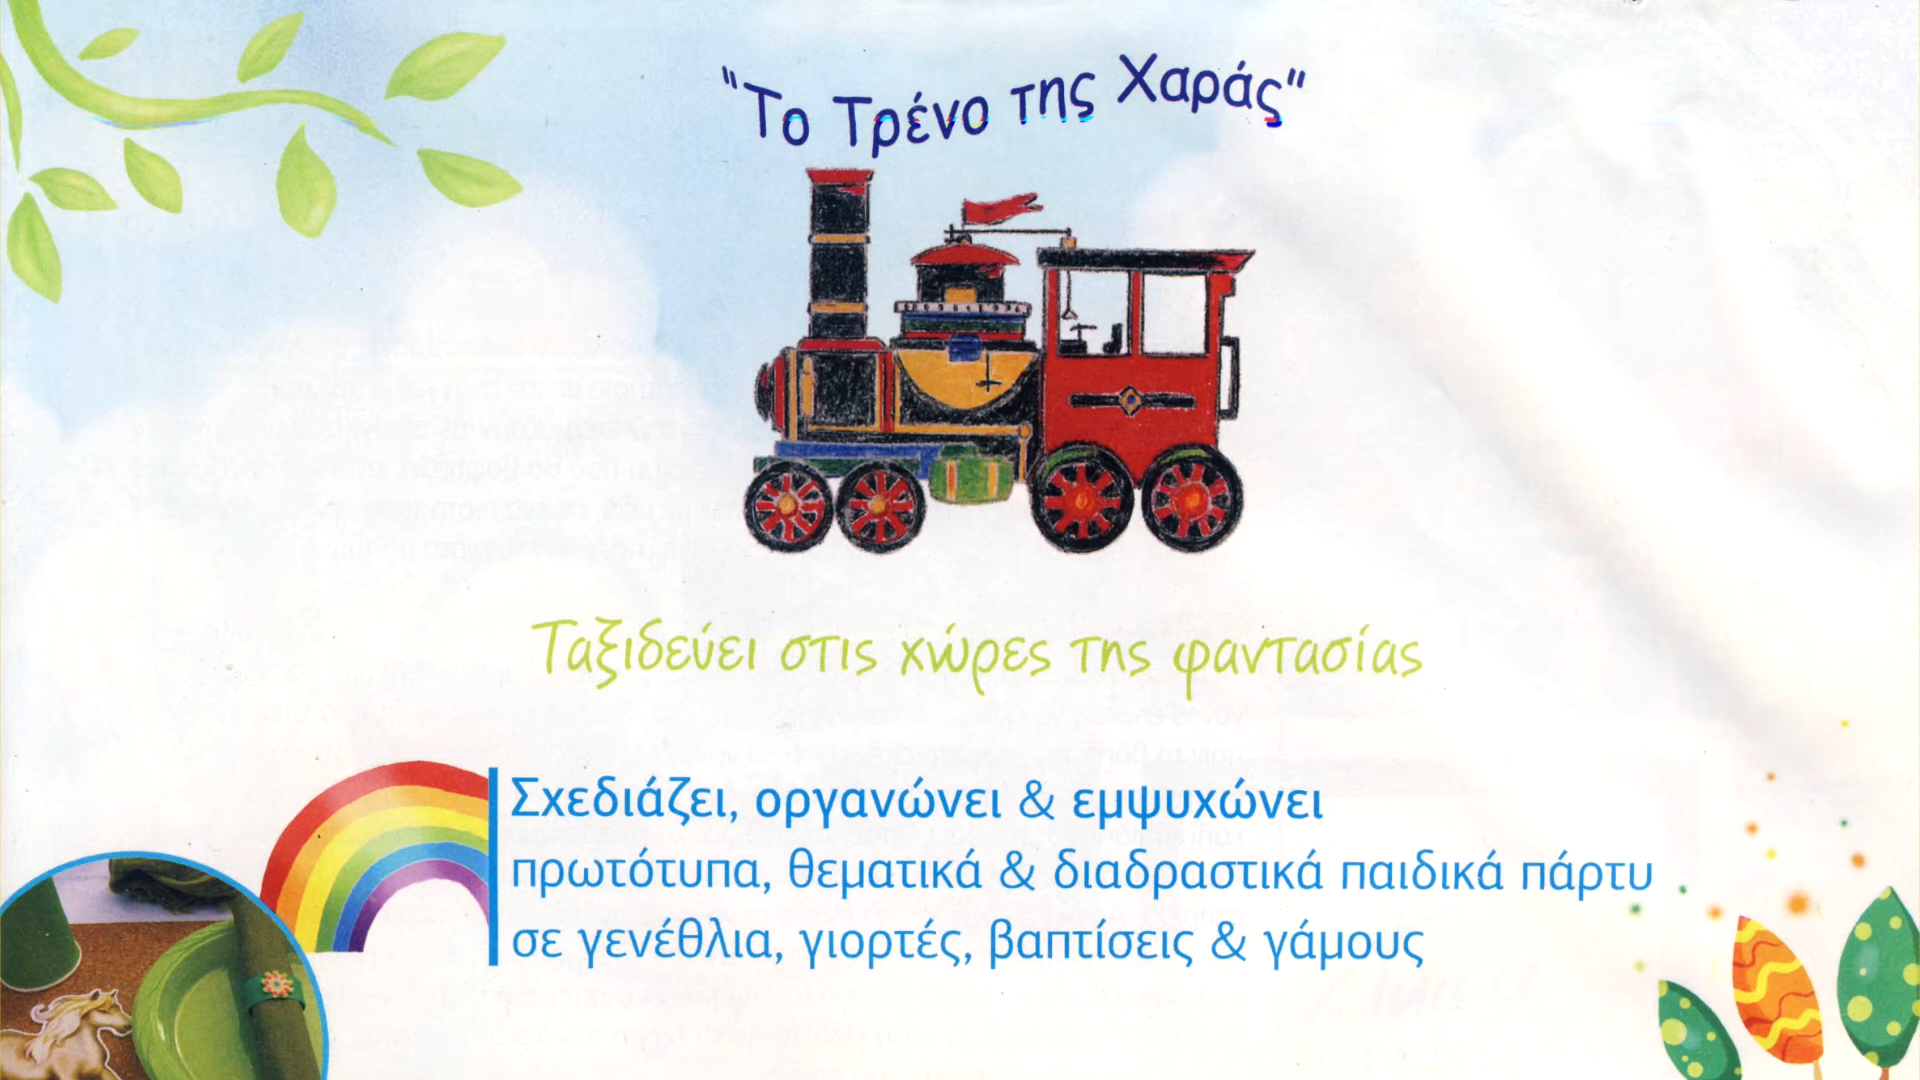 "Το Τρένο της Χαράς"
Ταξιδεύει στις χώρες της φαντασίας
Σχεδιάζει, οργανώνει & εμψυχώνει
πρωτότυπα, θεματικά & διαδραστικά παιδικά πάρτυ
σε γενέθλια, γιορτές, βαπτίσεις & γάμους